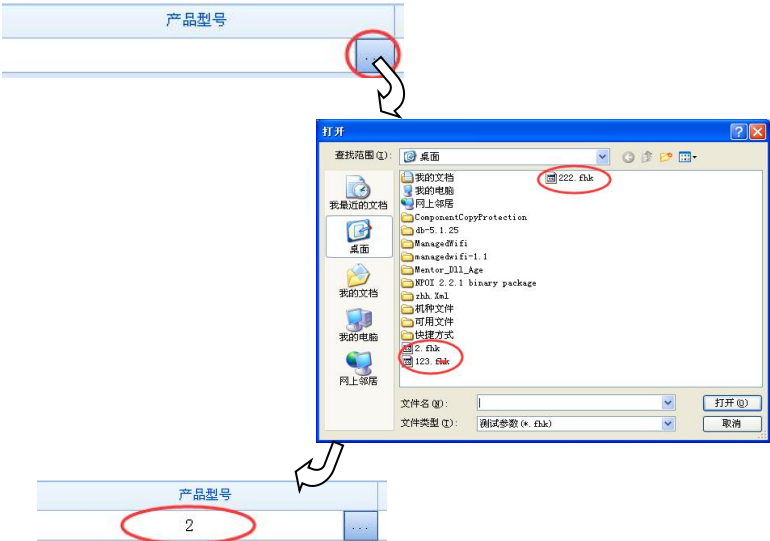 产品型号
...
打开
查找范围(I):
桌面
我最近的文档
桌面
我的文档
我的电脑
网上邻居
我的文档
我的电脑
网上邻居
ComponentCopyProtection
db-5.1.25
ManagedWifi
managedwifi-1.1
Mentor_Dll_Age
NPOI 2.2.1 binary package
zhh.Xml
机种文件
可用文件
快捷方式
2.fhk
123.fhk
222.fhk
文件名(N):
打开(O)
文件类型(T):
测试参数(*.fhk)
取消
产品型号
2
...